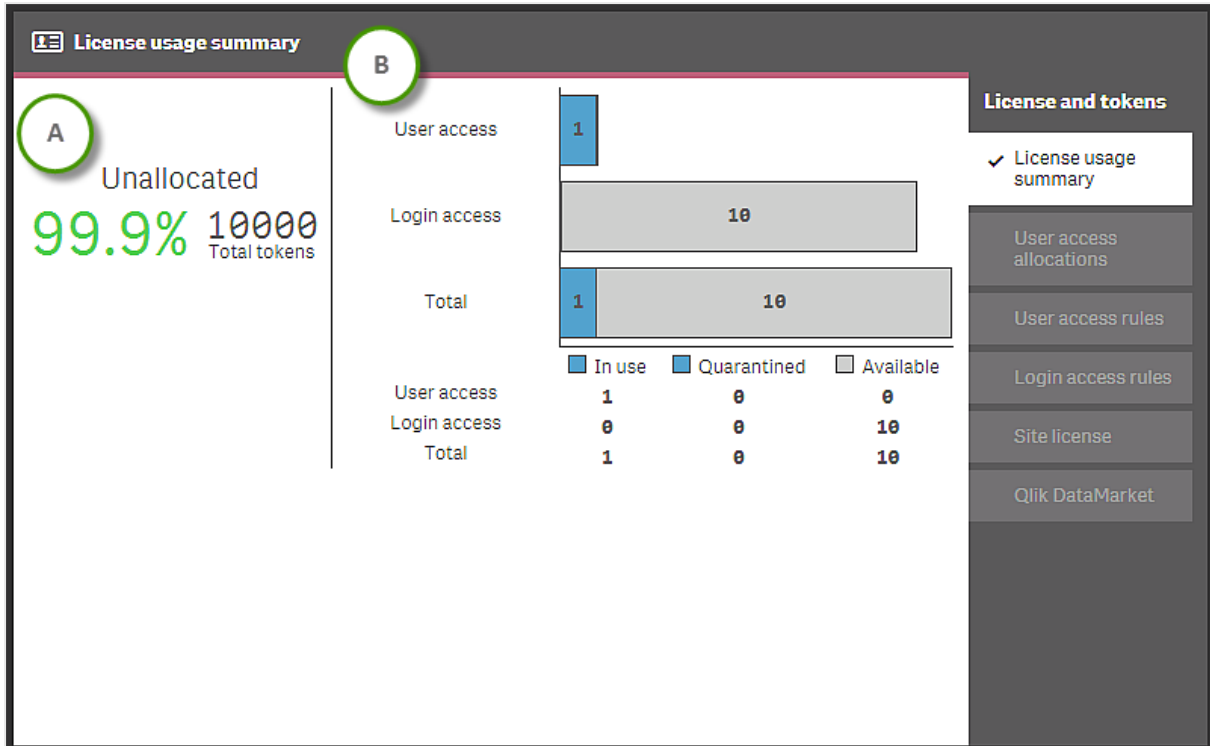 License usage summary
A
B
Unallocated
99.9%
10000
Total tokens
User access
1
Login access
10
Total
1
10
In use Quarantined Available
User access 1 0 0
Login access 0 0 10
Total 1 0 10
License and tokens
License usage
summary
User access
allocations
User access rules
Login access rules
Site license
Qlik DataMarket